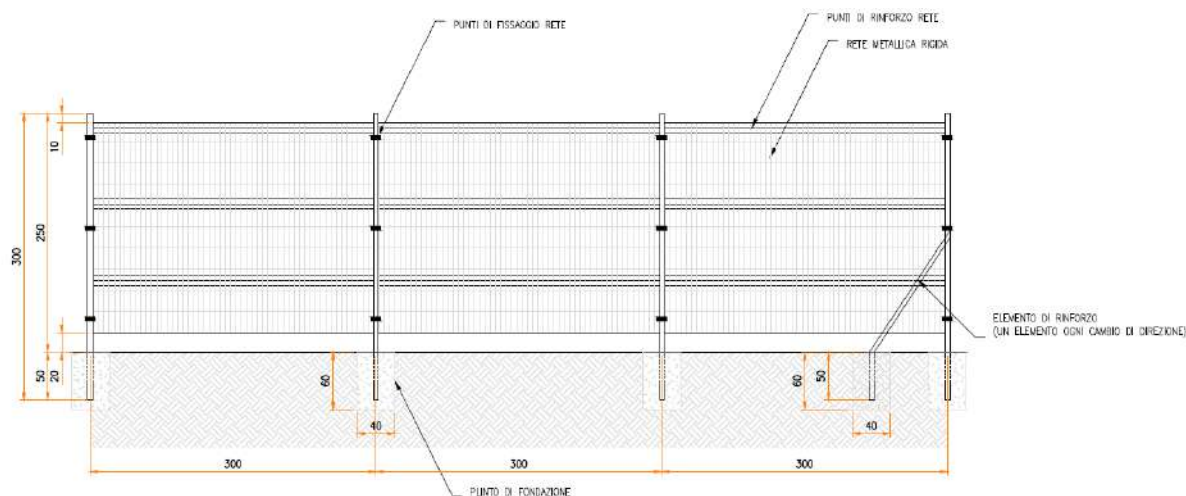 PUNTI DI FISSAGGIO RETE
PUNTI DI RINFORZO RETE
RETE METALLICA RIGIDA
10
250
300
ELEMENTO DI RINFORZO
(UN ELEMENTO OGNI CAMBIO DI DIREZIONE)
50
20
60
60
50
40
40
300
300
300
PUNTO DI FONDAZIONE